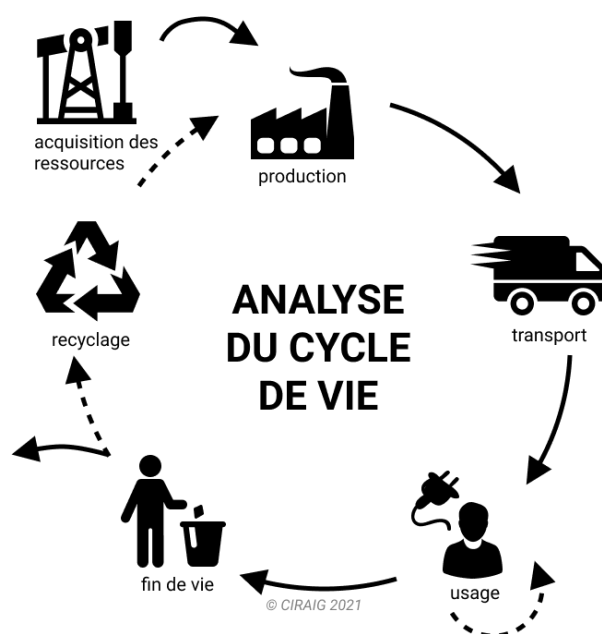 acquisition des
ressources
production
recyclage
ANALYSE
DU CYCLE
DE VIE
transport
fin de vie
usage
© CIRAIG 2021